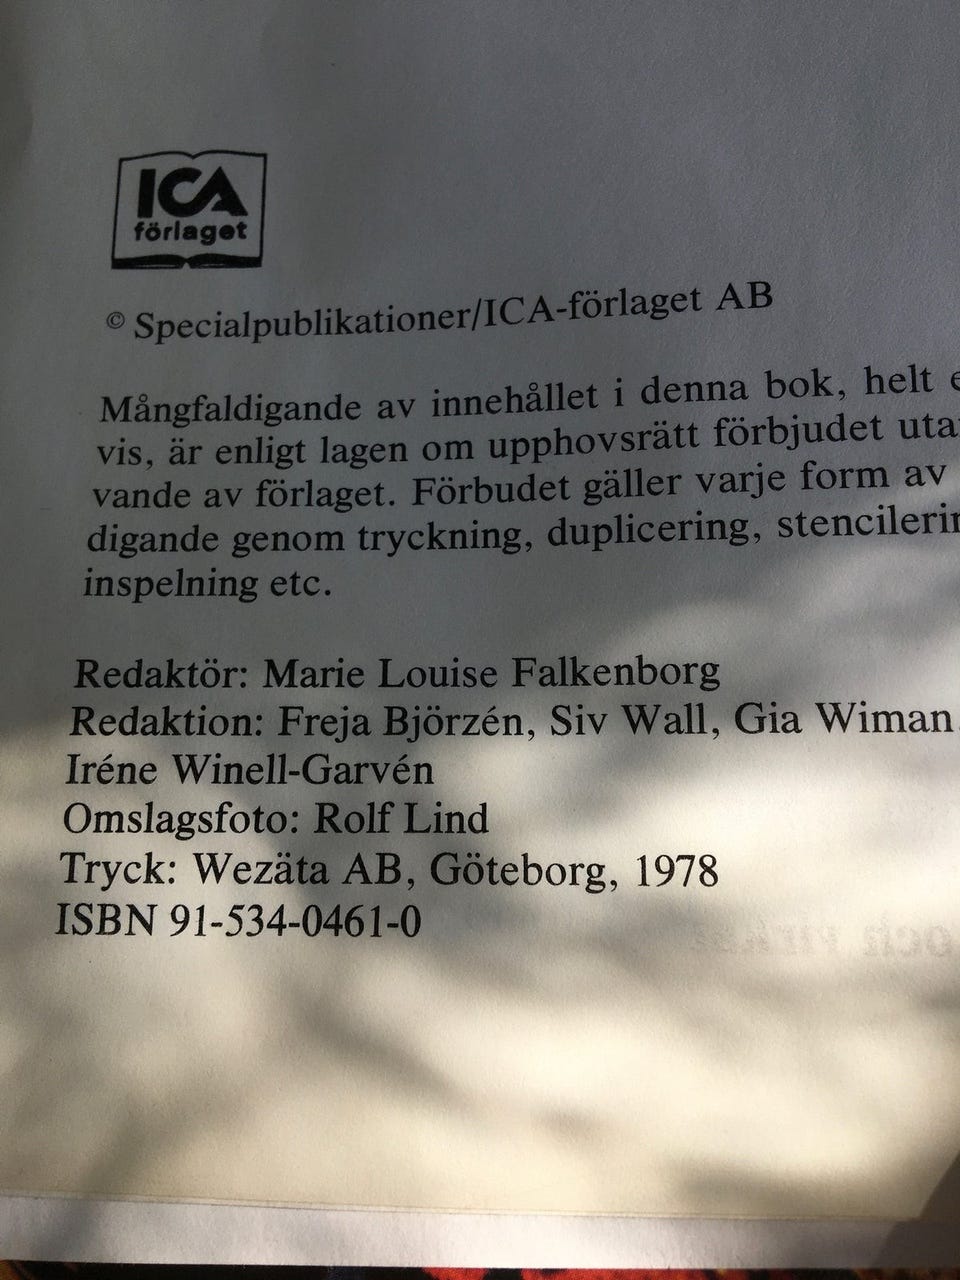 ICA
förlaget
© Specialpublikationer/ICA-förlaget AB
Mångfaldigande av innehållet i denna bok, helt
vis, är enligt lagen om upphovsrätt förbjudet uta
vande av förlaget. Förbudet gäller varje form av
digande genom tryckning, duplicering, stencilerin
inspelning etc.
Redaktör: Marie Louise Falkenborg
Redaktion: Freja Björzén, Siv Wall, Gia Wiman
Iréne Winell-Garvén
Omslagsfoto: Rolf Lind
Tryck: Wezäta AB, Göteborg, 1978
ISBN 91-534-0461-0